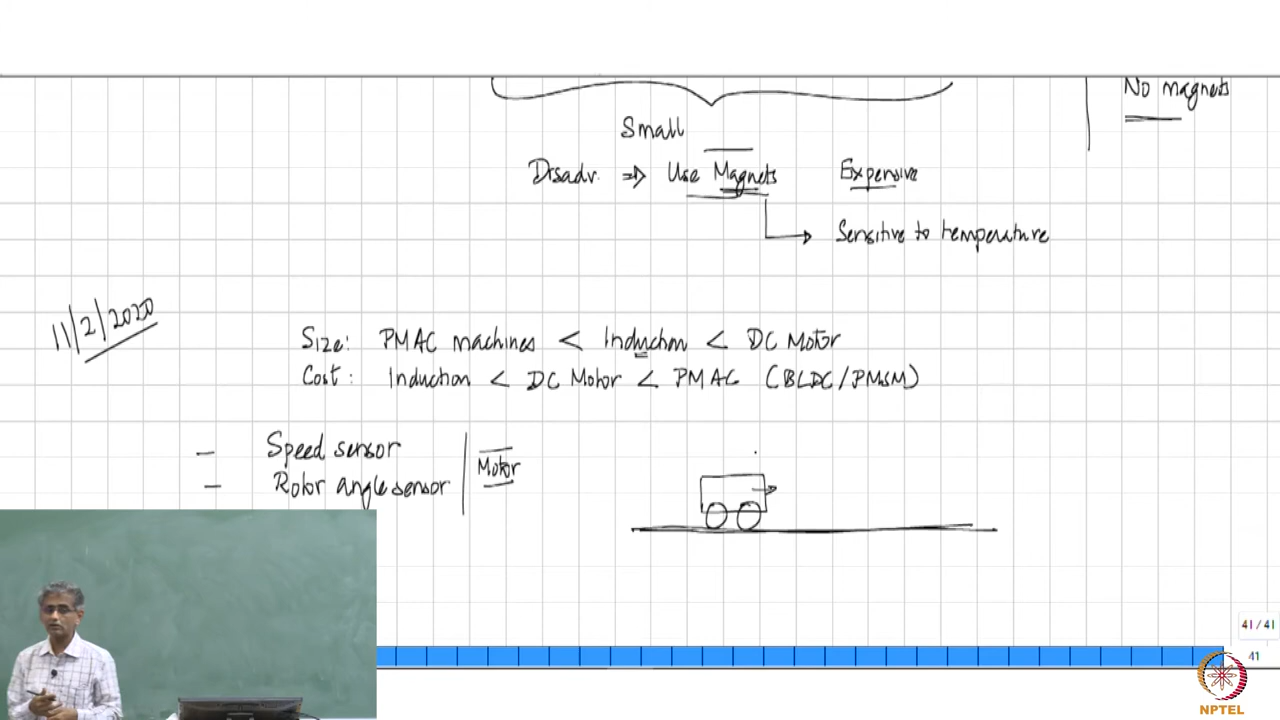 No magnets
Small
Disadv. ⇒ Use Magnets Expensive
Sensitive to temperature
11/2/2020
Size: PMAC machines < Induction < DC Motor
Cost: Induction < DC Motor < PMAC (BLDC/PMSM)
– Speed sensor
– Rotor angle sensor
Motor
41/41
41
NPTEL